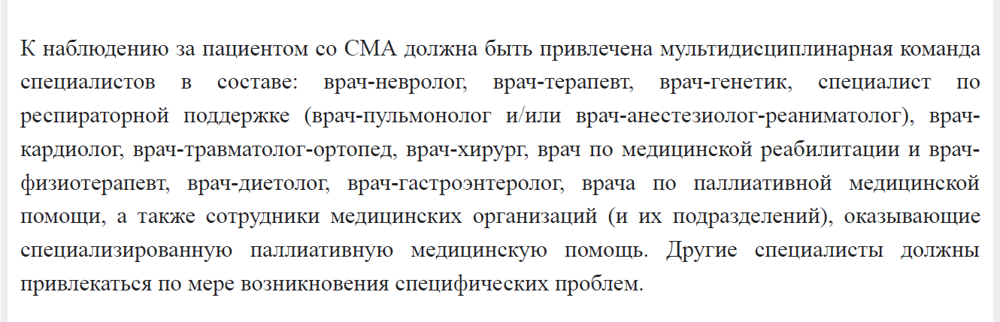 К наблюдению за пациентом со СМА должна быть привлечена мультидисциплинарная команда
специалистов в составе: врач-невролог, врач-терапевт, врач-генетик, специалист по
респираторной поддержке (врач-пульмонолог и/или врач-анестезиолог-реаниматолог), врач-
кардиолог, врач-травматолог-ортопед, врач-хирург, врач по медицинской реабилитации и врач-
физиотерапевт, врач-диетолог, врач-гастроэнтеролог, врача по паллиативной медицинской
помощи, а также сотрудники медицинских организаций (и их подразделений), оказывающие
специализированную паллиативную медицинскую помощь. Другие специалисты должны
привлекаться по мере возникновения специфических проблем.